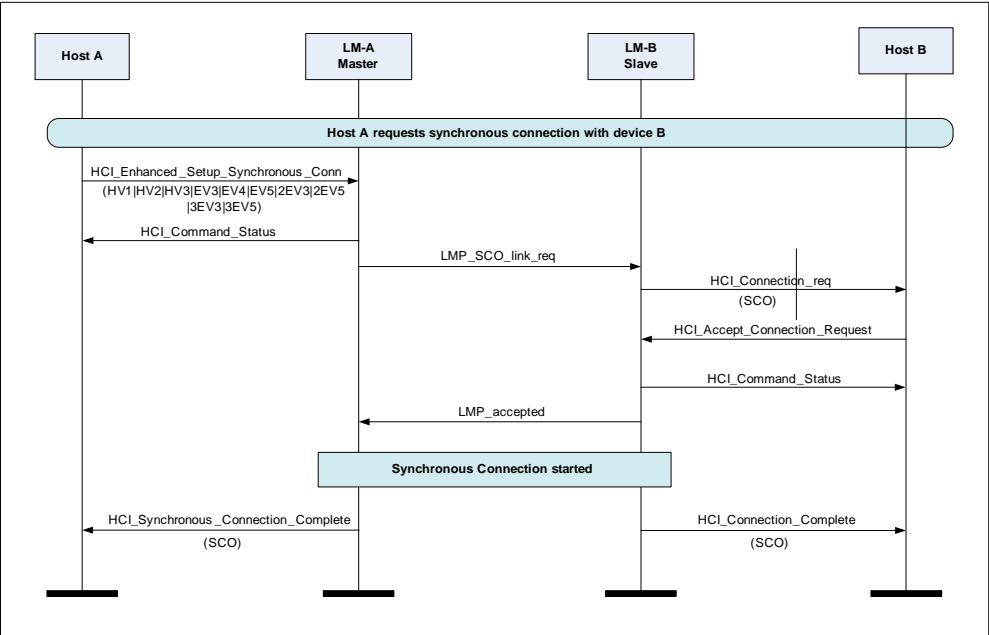 Host A
LM-A
Master
LM-B
Slave
Host B
Host A requests synchronous connection with device B
HCI_Enhanced_Setup_Synchronous_Conn
(HV1|HV2|HV3|EV3|EV4|EV5|2EV3|2EV5
|3EV3|3EV5)
HCI_Command_Status
LMP_SCO_link_req
HCI_Connection_req
(SCO)
HCI_Accept_Connection_Request
HCI_Command_Status
LMP_accepted
Synchronous Connection started
HCI_Synchronous_Connection_Complete
(SCO)
HCI_Connection_Complete
(SCO)